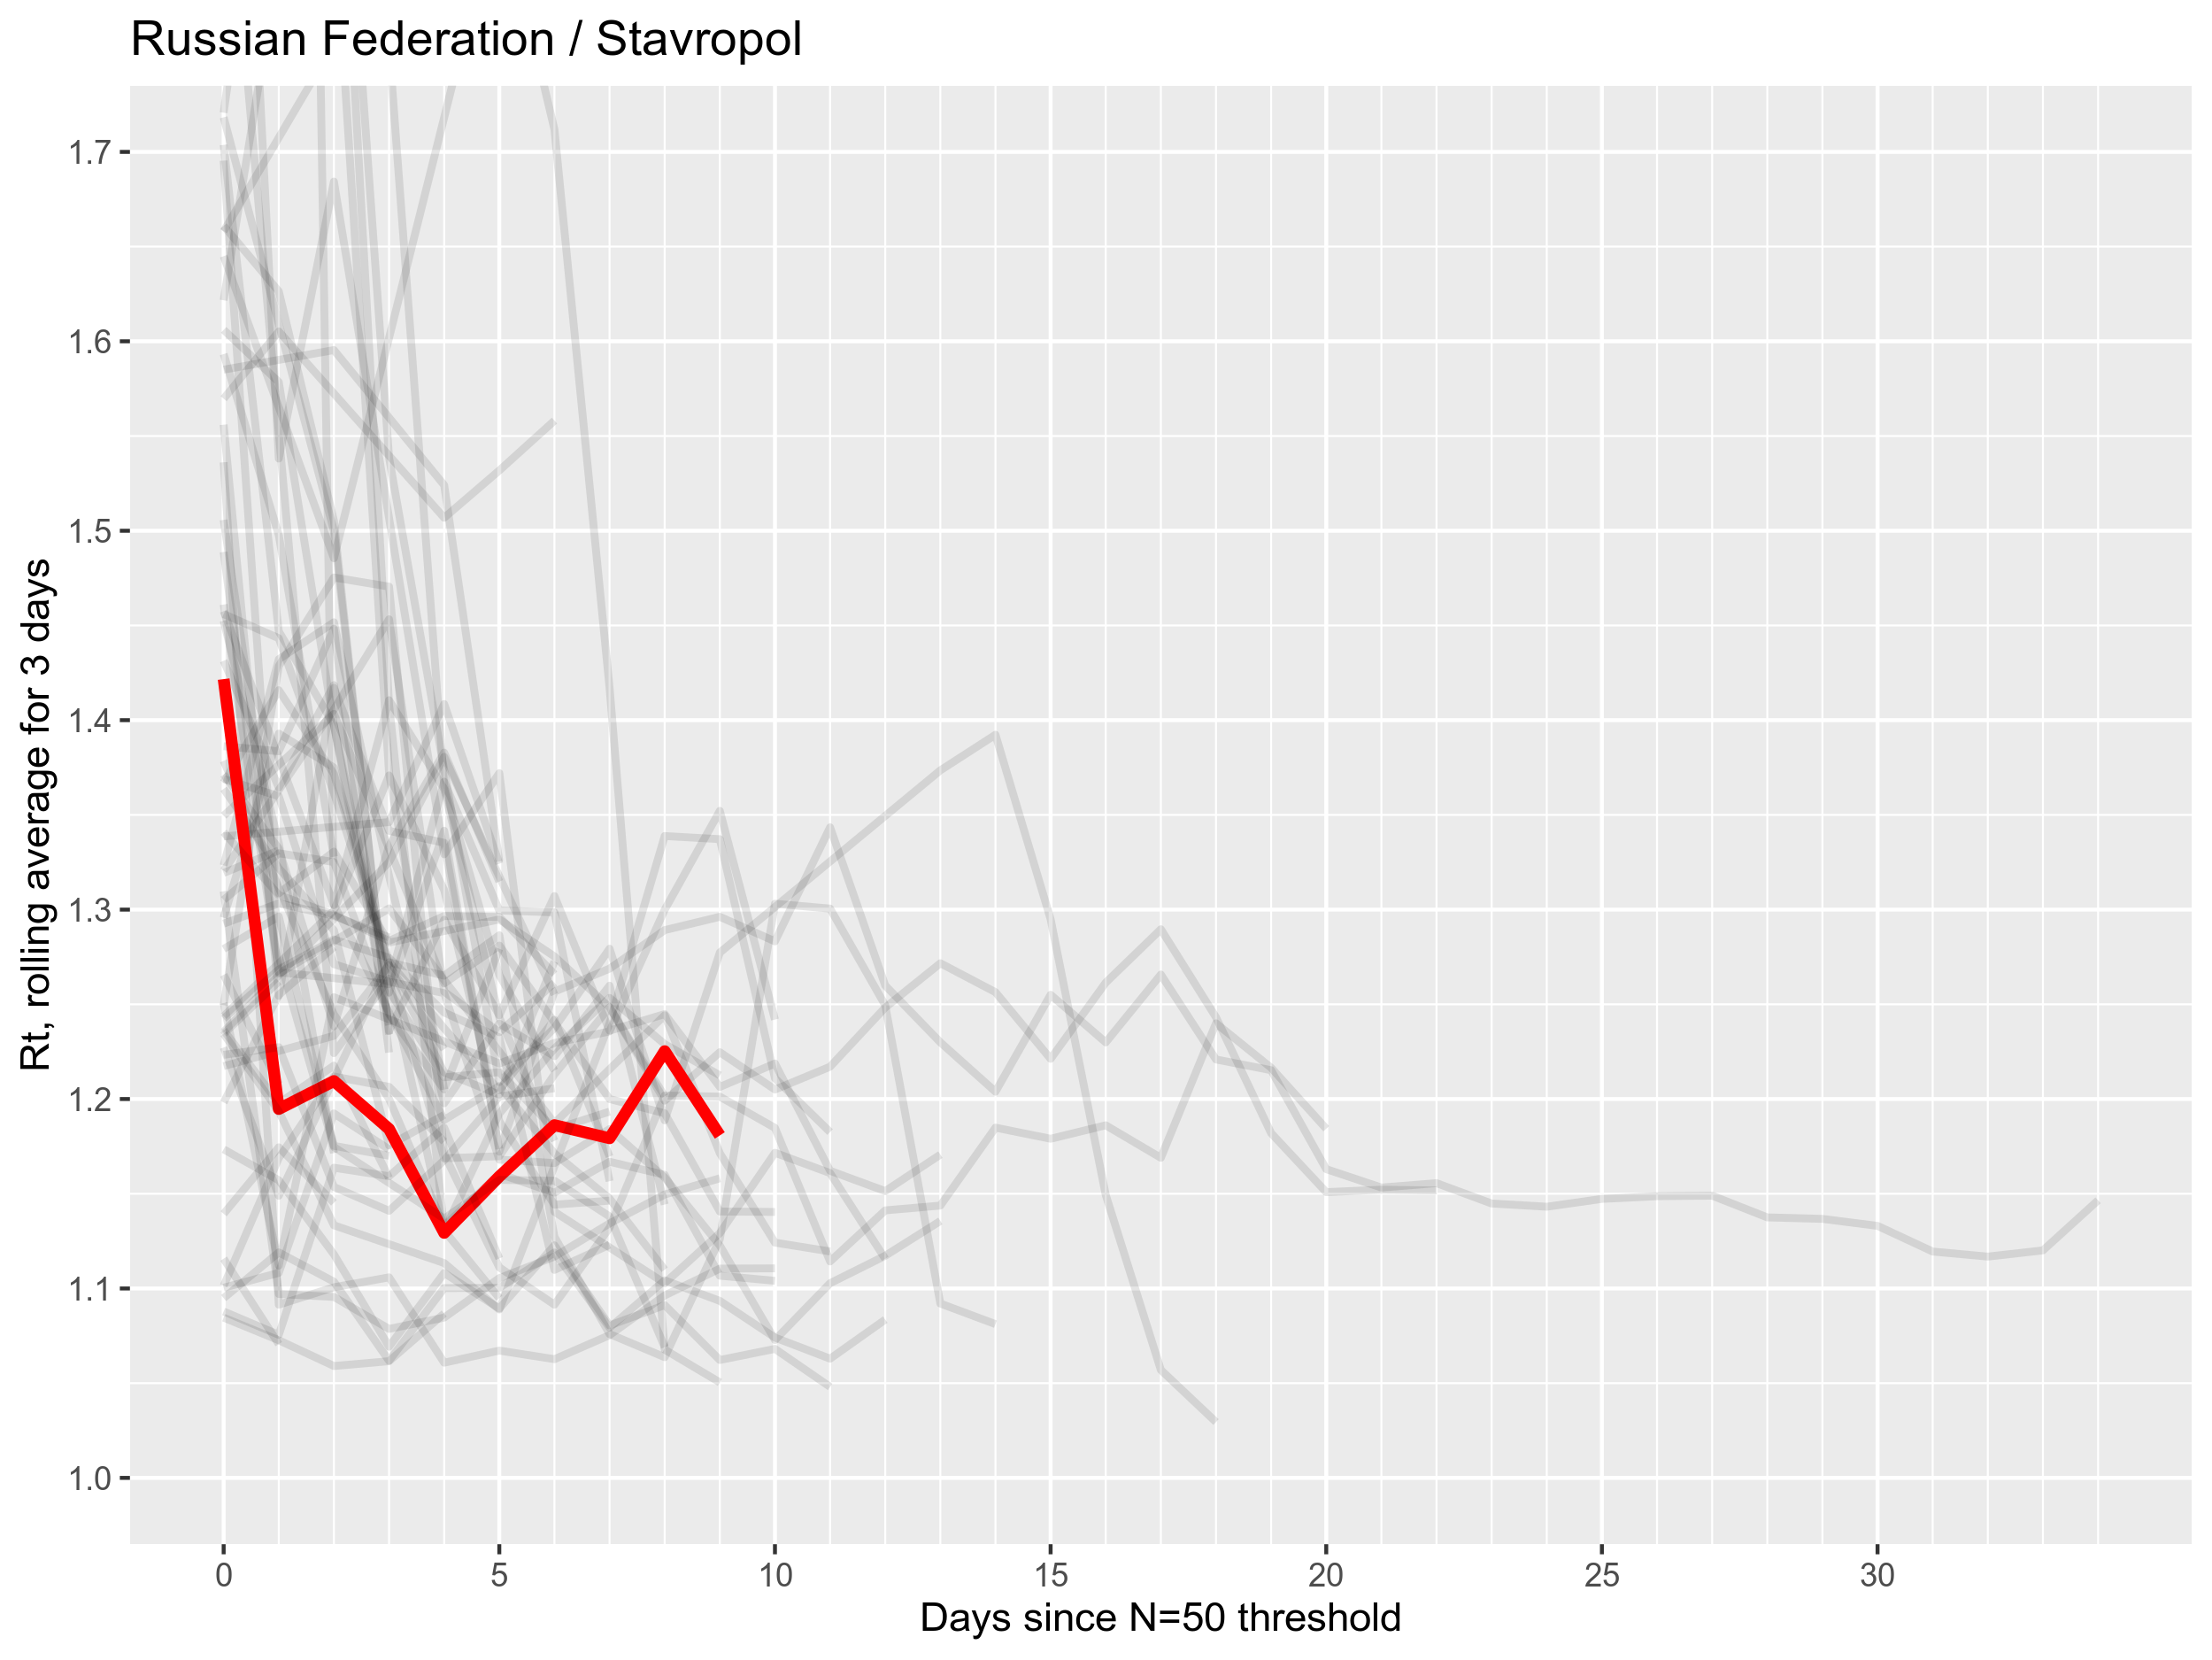 Russian Federation / Stavropol
Rt, rolling average for 3 days
1.7
1.6
1.5
1.4
1.3
1.2
1.1
1.0
0 5 10 15 20 25 30
Days since N=50 threshold